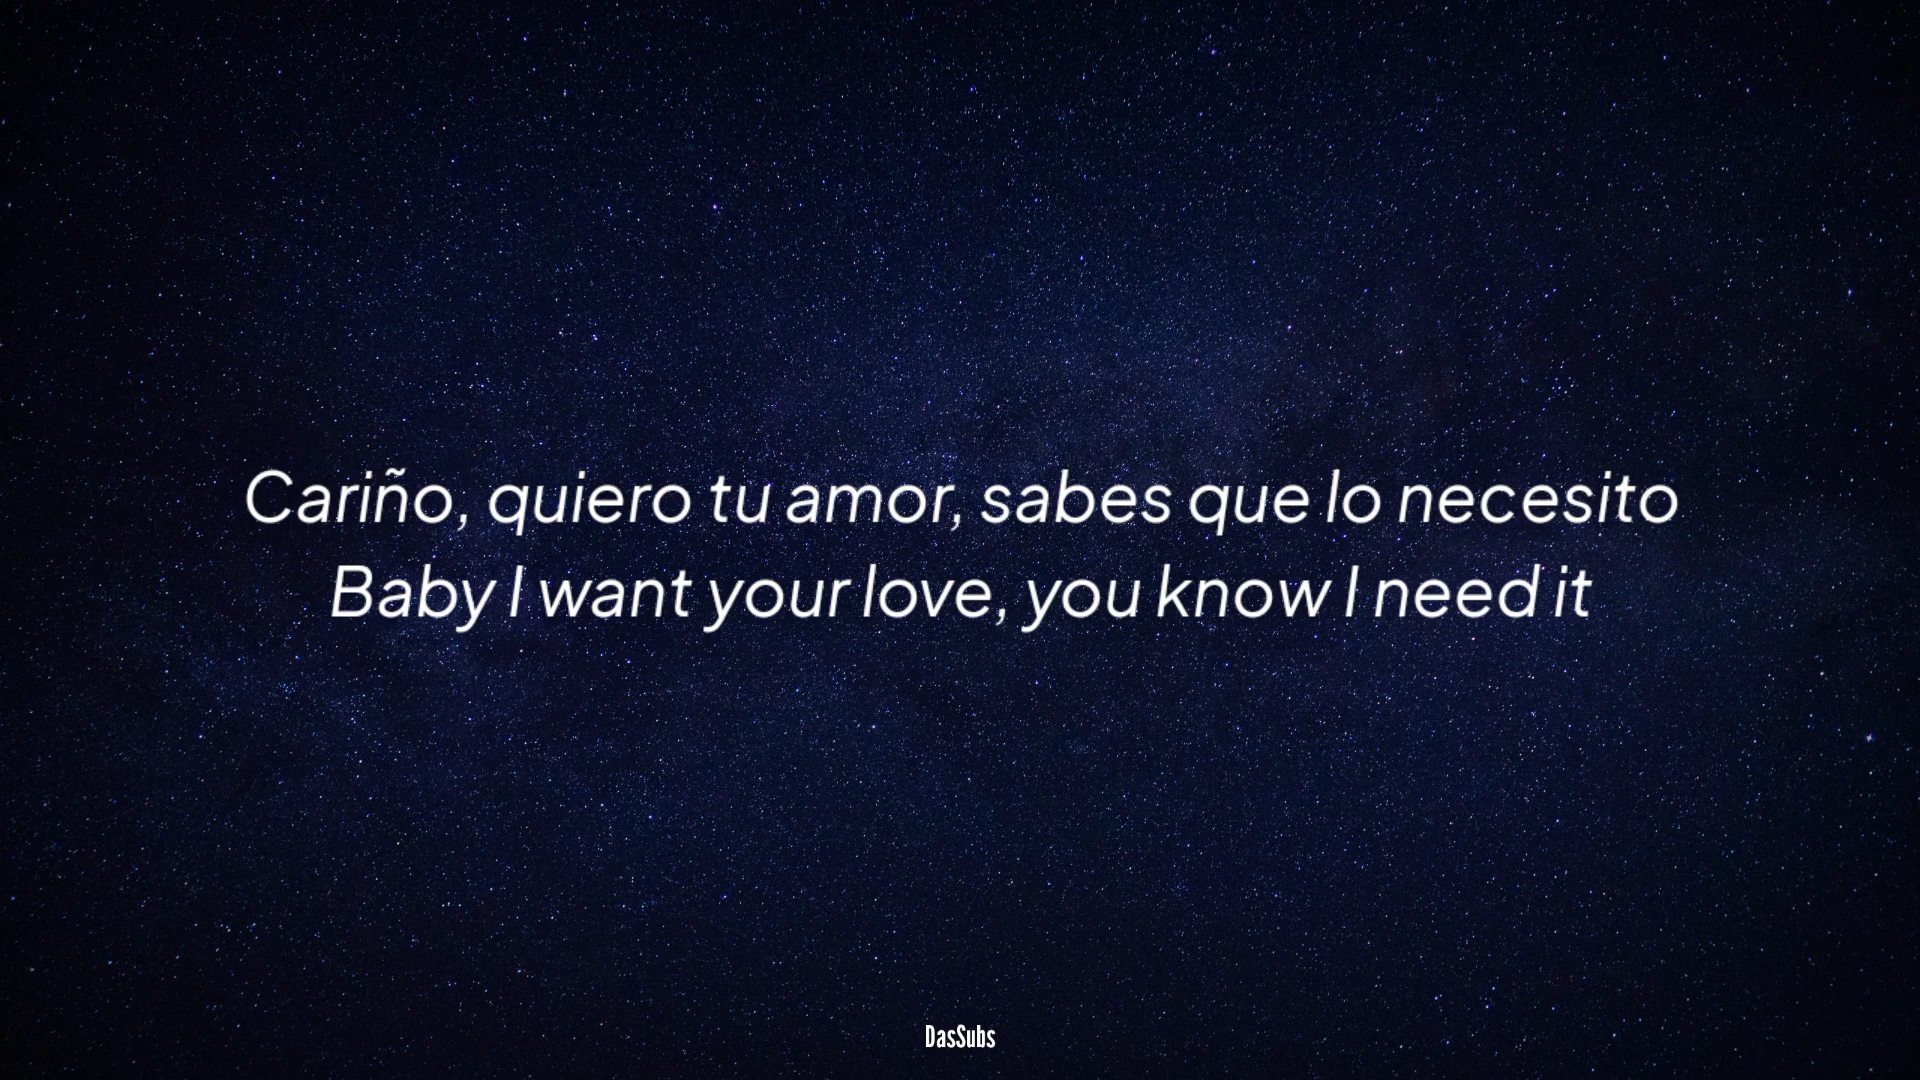 Cariño, quiero tu amor, sabes que lo necesito
Baby I want your love, you know I need it
DasSubs